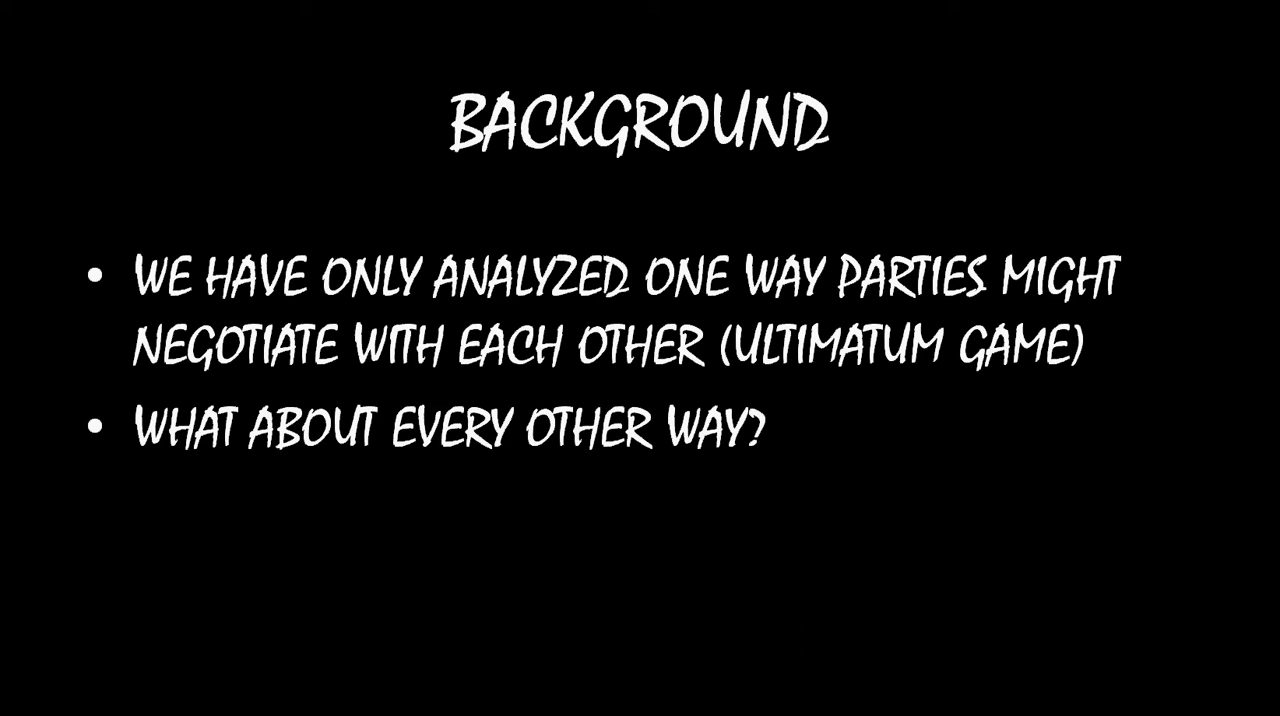 BACKGROUND
• WE HAVE ONLY ANALYZED ONE WAY PARTIES MIGHT
NEGOTIATE WITH EACH OTHER (ULTIMATUM GAME)
• WHAT ABOUT EVERY OTHER WAY?